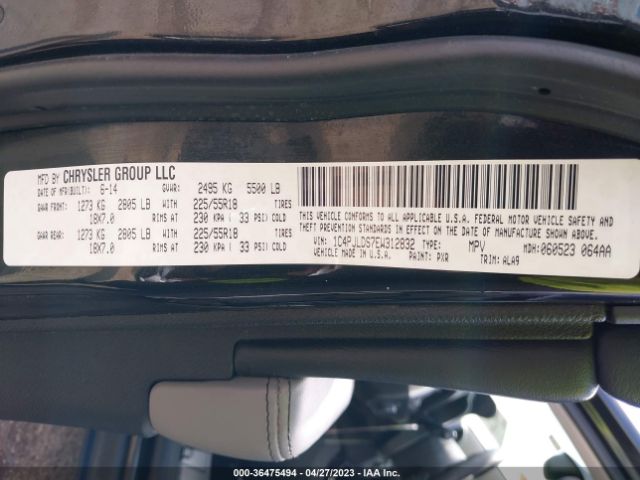 MFD BY CHRYSLER GROUP LLC
DATE OF MFR(BUILT): 6-14 GVWR: 2495 KG 5500 LB
GAWR FRONT: 1273 KG 2805 LB WITH 225/55R18 TIRES
18X7.0 RIMS AT 230 KPA ( 33 PSI) COLD
GAWR REAR: 1273 KG 2805 LB WITH 225/55R18 TIRES
18X7.0 RIMS AT 230 KPA ( 33 PSI) COLD
THIS VEHICLE CONFORMS TO ALL APPLICABLE U.S.A. FEDERAL MOTOR VEHICLE SAFETY, BUMPER AND
THEFT PREVENTION STANDARDS IN EFFECT ON THE DATE OF MANUFACTURE SHOWN ABOVE.
VIN: 1C4PJLDS7EW312832 TYPE: MPV MDH:060523 064AA
VEHICLE MADE IN U.S.A. PAINT: PXR TRIM: ALA9
000-36475494 - 04/27/2023 - IAA Inc.